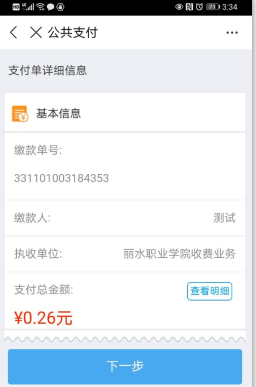 3:34
公共支付
支付单详细信息
基本信息
缴款单号:
331101003184353
缴款人: 测试
执收单位: 丽水职业学院收费业务
支付总金额: 查看明细
¥0.26元
下一步